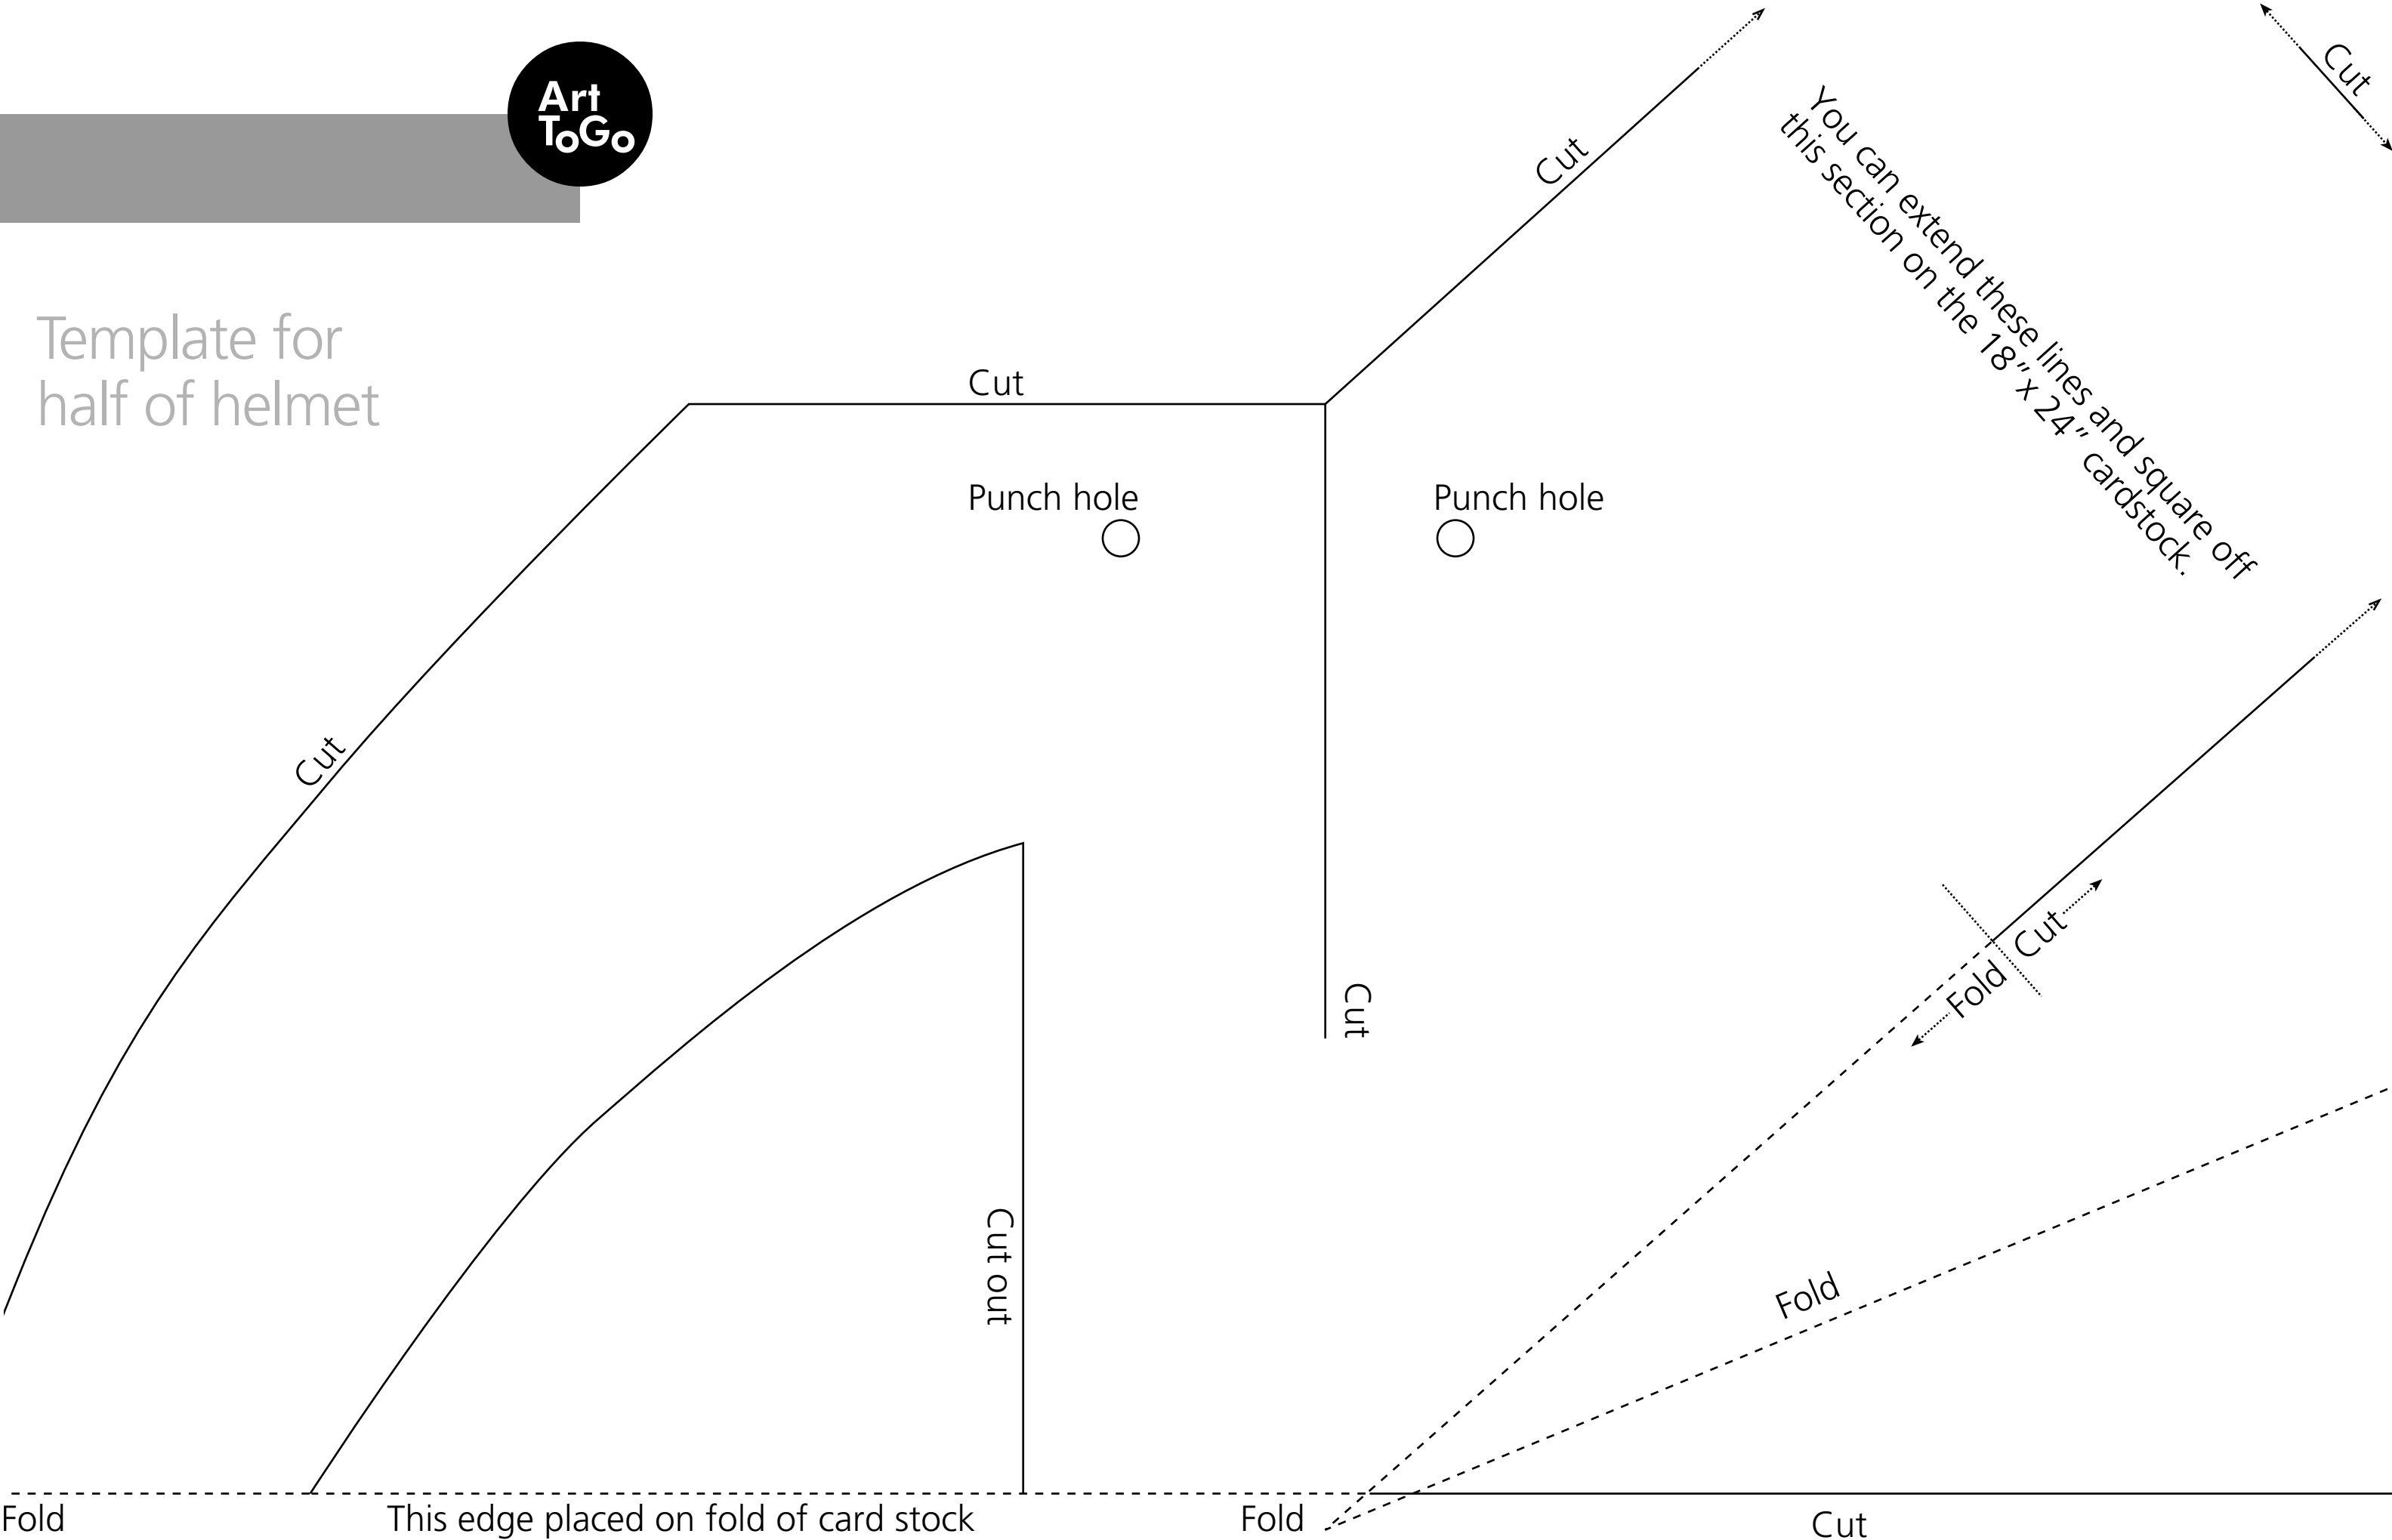 Art
ToGo
Template for
half of helmet
Cut
Cut
You can extend these lines and square off
this section on the 18” x 24” cardstock.
Cut
Punch hole
Punch hole
Cut
Cut
Cut
Fold
Cut out
Fold
Fold
This edge placed on fold of card stock
Fold
Cut